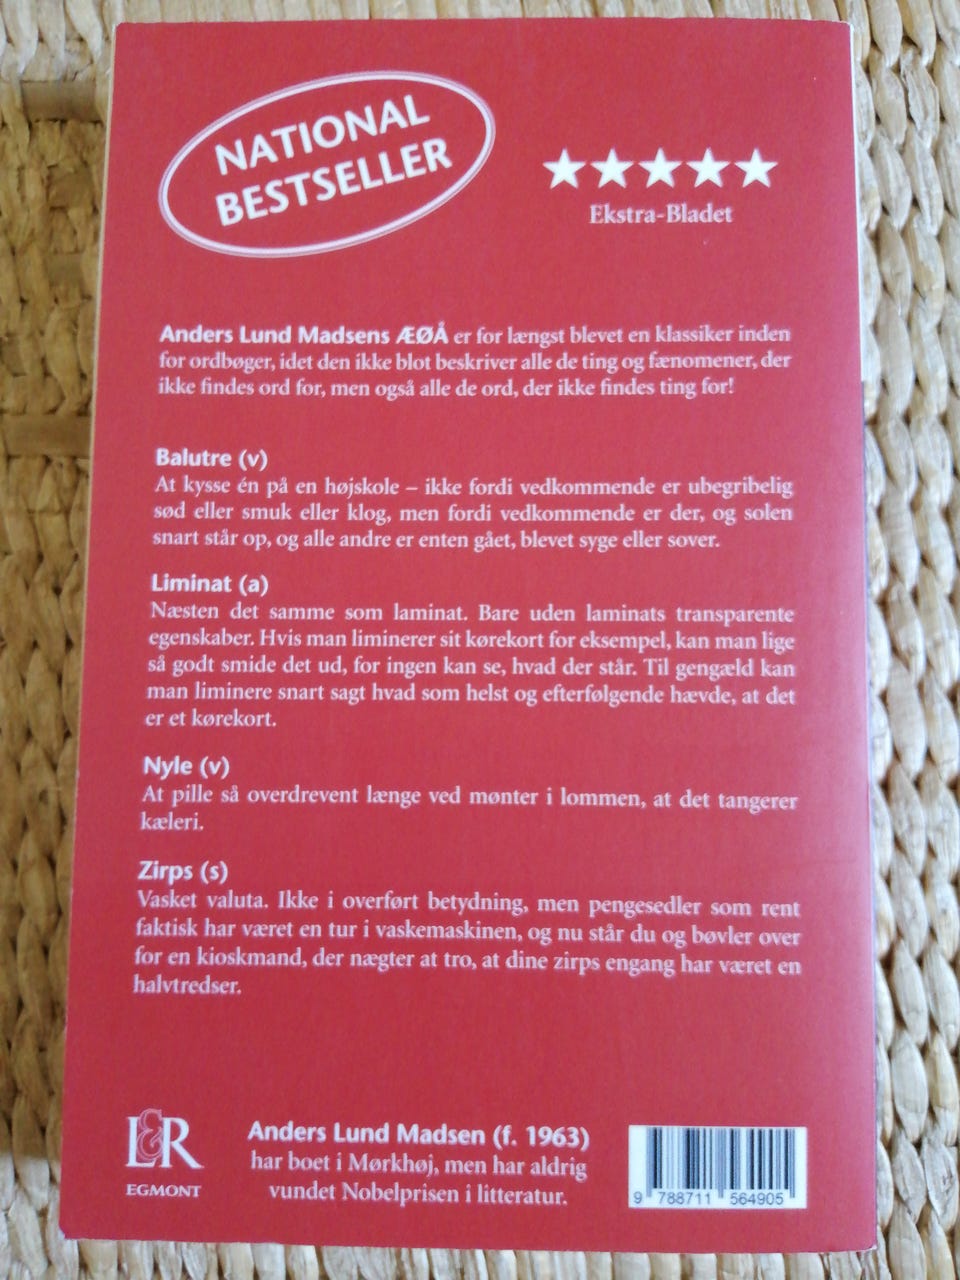 NATIONAL
BESTSELLER
★★★★★
Ekstra-Bladet
Anders Lund Madsens ÆØÅ er for længst blevet en klassiker inden
for ordbøger, idet den ikke blot beskriver alle de ting og fænomener, der
ikke findes ord for, men også alle de ord, der ikke findes ting for!
Balutre (v)
At kysse én på en højskole – ikke fordi vedkommende er ubegribelig
sød eller smuk eller klog, men fordi vedkommende er der, og solen
snart står op, og alle andre er enten gået, blevet syge eller sover.
Liminat (a)
Næsten det samme som laminat. Bare uden laminats transparente
egenskaber. Hvis man liminerer sit kørekort for eksempel, kan man lige
så godt smide det ud, for ingen kan se, hvad der står. Til gengæld kan
man liminere snart sagt hvad som helst og efterfølgende hævde, at det
er et kørekort.
Nyle (v)
At pille så overdrevent længe ved mønter i lommen, at det tangerer
kæleri.
Zirps (s)
Vasket valuta. Ikke i overført betydning, men pengesedler som rent
faktisk har været en tur i vaskemaskinen, og nu står du og bøvler over
for en kioskmand, der nægter at tro, at dine zirps engang har været en
halvtredser.
L&R
EGMONT
Anders Lund Madsen (f. 1963)
har boet i Mørkhøj, men har aldrig
vundet Nobelprisen i litteratur.
9 788711 564905